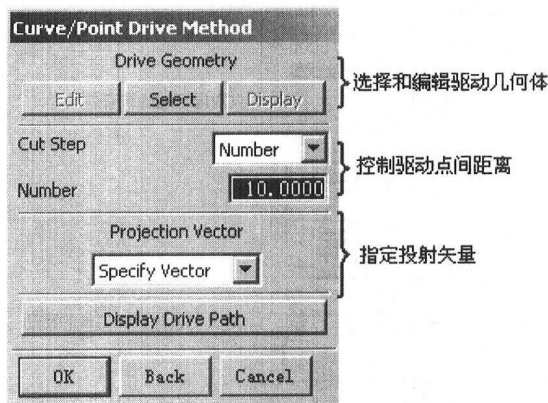 Curve/Point Drive Method
Drive Geometry
Edit Select Display
选择和编辑驱动几何体
Cut Step Number
控制驱动点间距离
Number 10.0000
Projection Vector
指定投射矢量
Specify Vector
Display Drive Path
OK Back Cancel